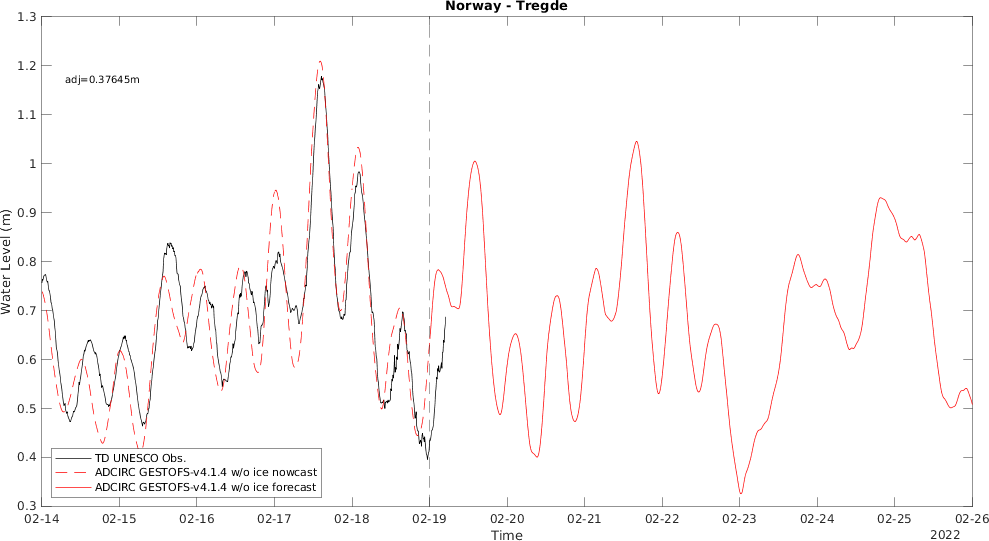 Norway - Tregde
1.3
1.2
1.1
1
0.9
0.8
0.7
0.6
0.5
0.4
0.3
Water Level (m)
adj=0.37645m
TD UNESCO Obs.
ADCIRC GESTOFS-v4.1.4 w/o ice nowcast
ADCIRC GESTOFS-v4.1.4 w/o ice forecast
02-14 02-15 02-16 02-17 02-18 02-19 02-20 02-21 02-22 02-23 02-24 02-25 02-26
Time
2022